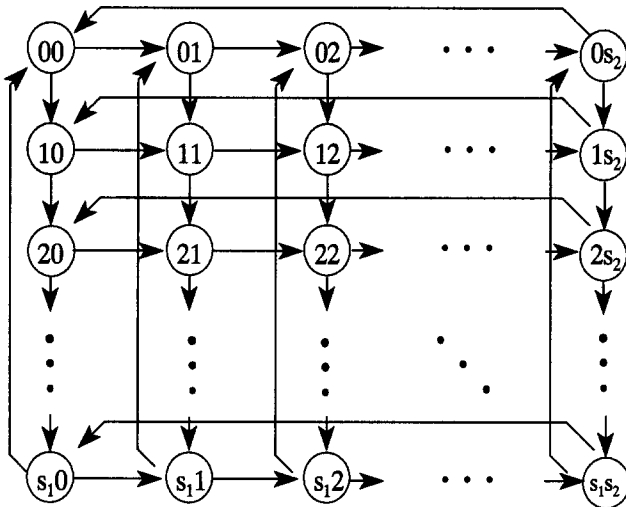 00 01 02 • • • 0s₂
10 11 12 • • • 1s₂
20 21 22 • • • 2s₂
s₁0 s₁1 s₁2 • • • s₁s₂